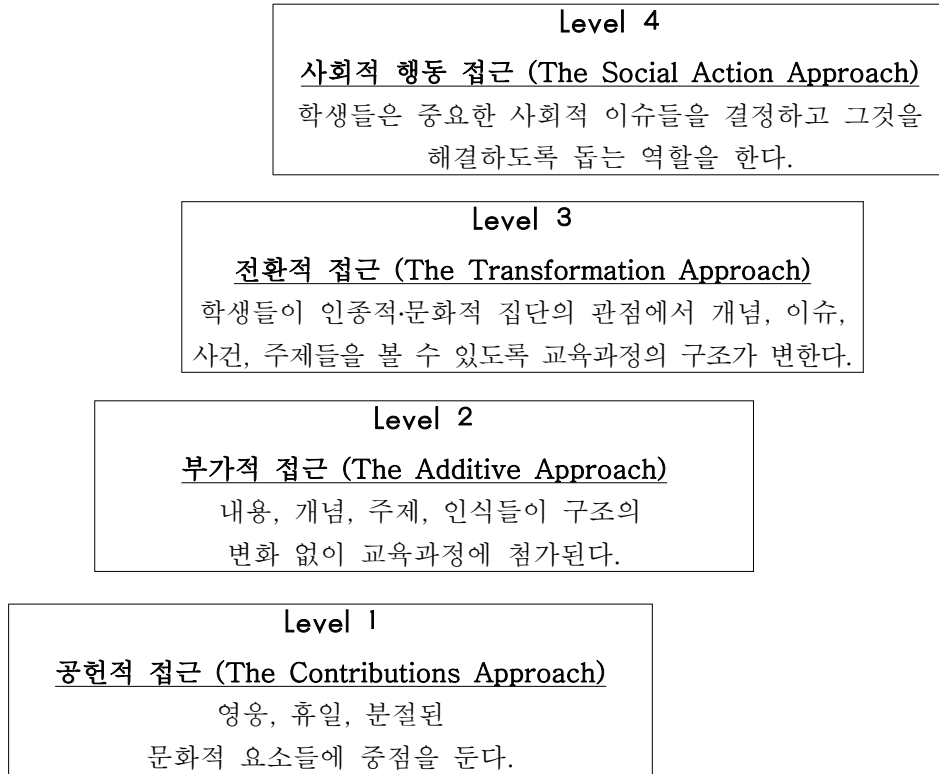 Level 4
사회적 행동 접근 (The Social Action Approach)
학생들은 중요한 사회적 이슈들을 결정하고 그것을
해결하도록 돕는 역할을 한다.
Level 3
전환적 접근 (The Transformation Approach)
학생들이 인종적·문화적 집단의 관점에서 개념, 이슈,
사건, 주제들을 볼 수 있도록 교육과정의 구조가 변한다.
Level 2
부가적 접근 (The Additive Approach)
내용, 개념, 주제, 인식들이 구조의
변화 없이 교육과정에 첨가된다.
Level 1
공헌적 접근 (The Contributions Approach)
영웅, 휴일, 분절된
문화적 요소들에 중점을 둔다.